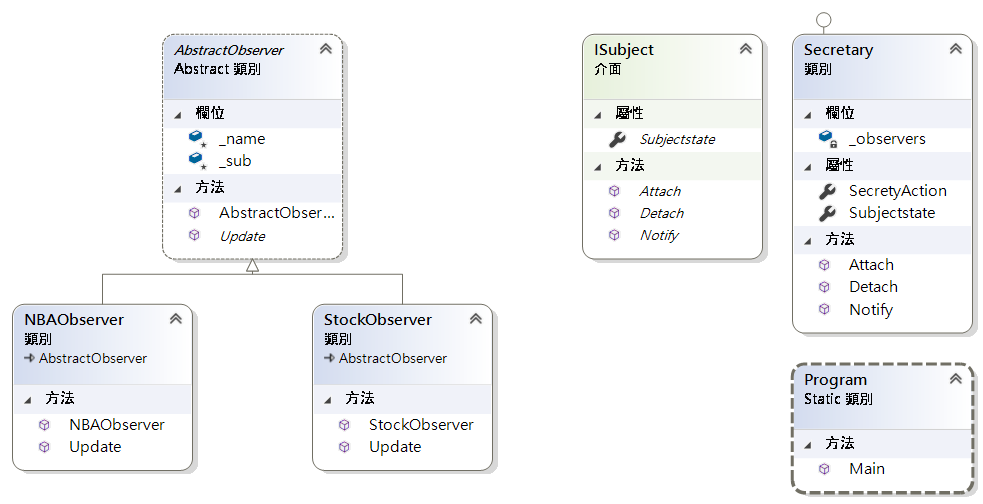 AbstractObserver
Abstract 類別
欄位
_name
_sub
方法
AbstractObser...
Update
NBAObserver
類別
AbstractObserver
方法
NBAObserver
Update
StockObserver
類別
AbstractObserver
方法
StockObserver
Update
ISubject
介面
屬性
Subjectstate
方法
Attach
Detach
Notify
Secretary
類別
欄位
_observers
屬性
SecretyAction
Subjectstate
方法
Attach
Detach
Notify
Program
Static 類別
方法
Main